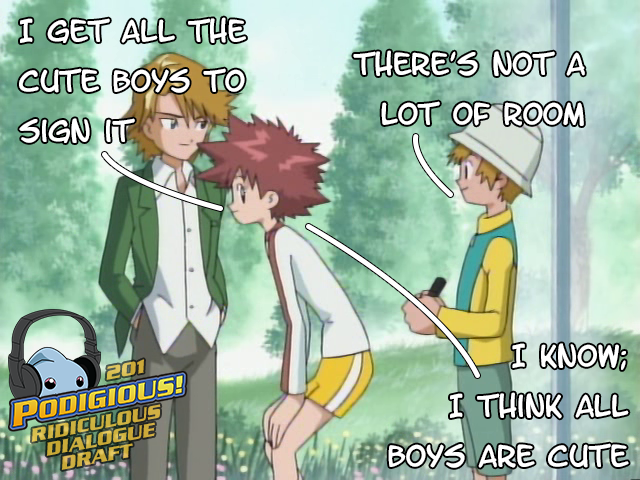 I GET ALL THE
CUTE BOYS TO
SIGN IT
THERE'S NOT A
LOT OF ROOM
I KNOW;
I THINK ALL
BOYS ARE CUTE
201
PODIGIOUS!
RIDICULOUS
DIALOGUE
DRAFT